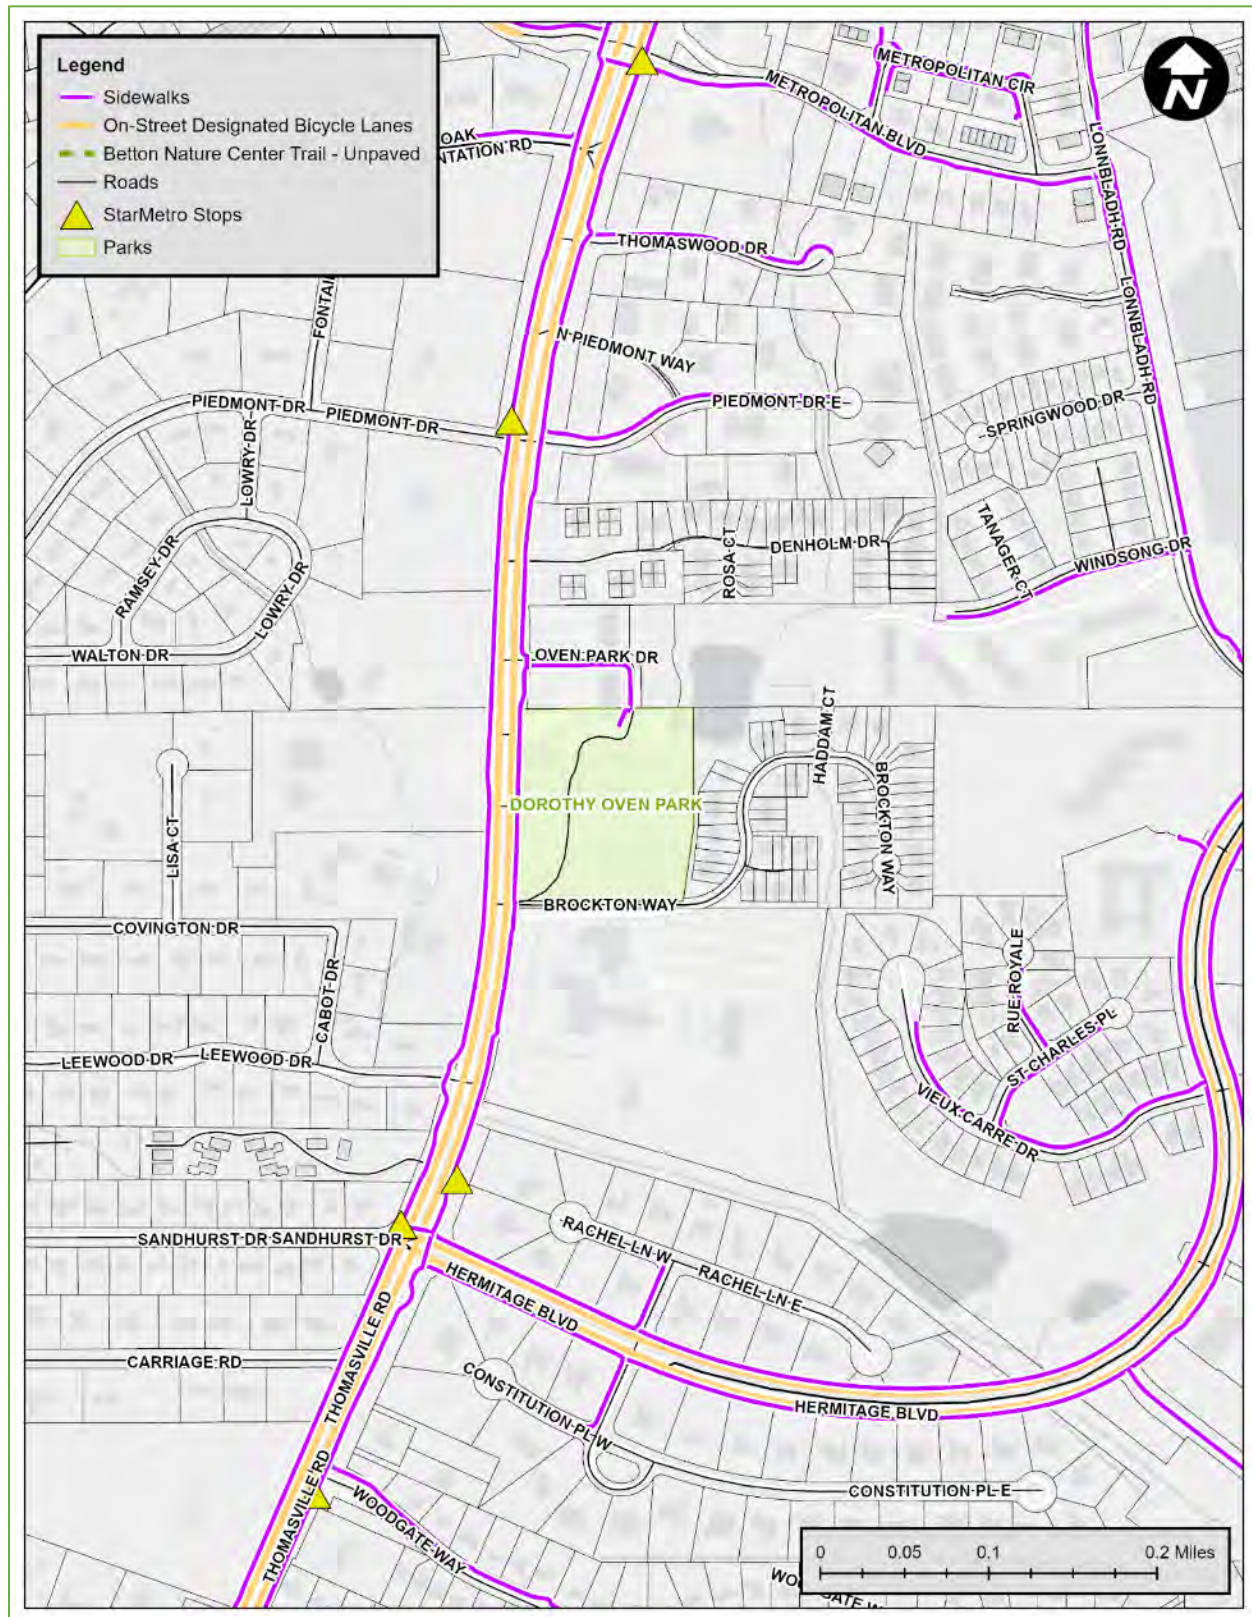 Legend
Sidewalks
On-Street Designated Bicycle Lanes
Betton Nature Center Trail - Unpaved
Roads
StarMetro Stops
Parks
N
METROPOLITAN CIR
METROPOLITAN BLVD
OAK
NTATION RD
LONNBLADH RD
THOMASWOOD DR
FONTAI
N PIEDMONT WAY
LONNBLADH RD
PIEDMONT DR
PIEDMONT DR
PIEDMONT DR E
SPRINGWOOD DR
LOWRY DR
RAMSEY DR
LOWRY DR
ROSA CT
DENHOLM DR
TANAGER CT
WINDSONG DR
WALTON DR
OVEN PARK DR
HADDAM CT
BROCKTON WAY
DOROTHY OVEN PARK
LISA CT
BROCKTON WAY
COVINGTON DR
CABOT DR
RUE ROYALE
LEEWOOD DR
LEEWOOD DR
ST CHARLES PL
VIEUX CARRE DR
SANDHURST DR
SANDHURST DR
RACHEL LN W
RACHEL LN E
HERMITAGE BLVD
THOMASVILLE RD
CARRIAGE RD
CONSTITUTION PL W
HERMITAGE BLVD
THOMASVILLE RD
WOODGATE WAY
CONSTITUTION PL E
0 0.05 0.1 0.2 Miles